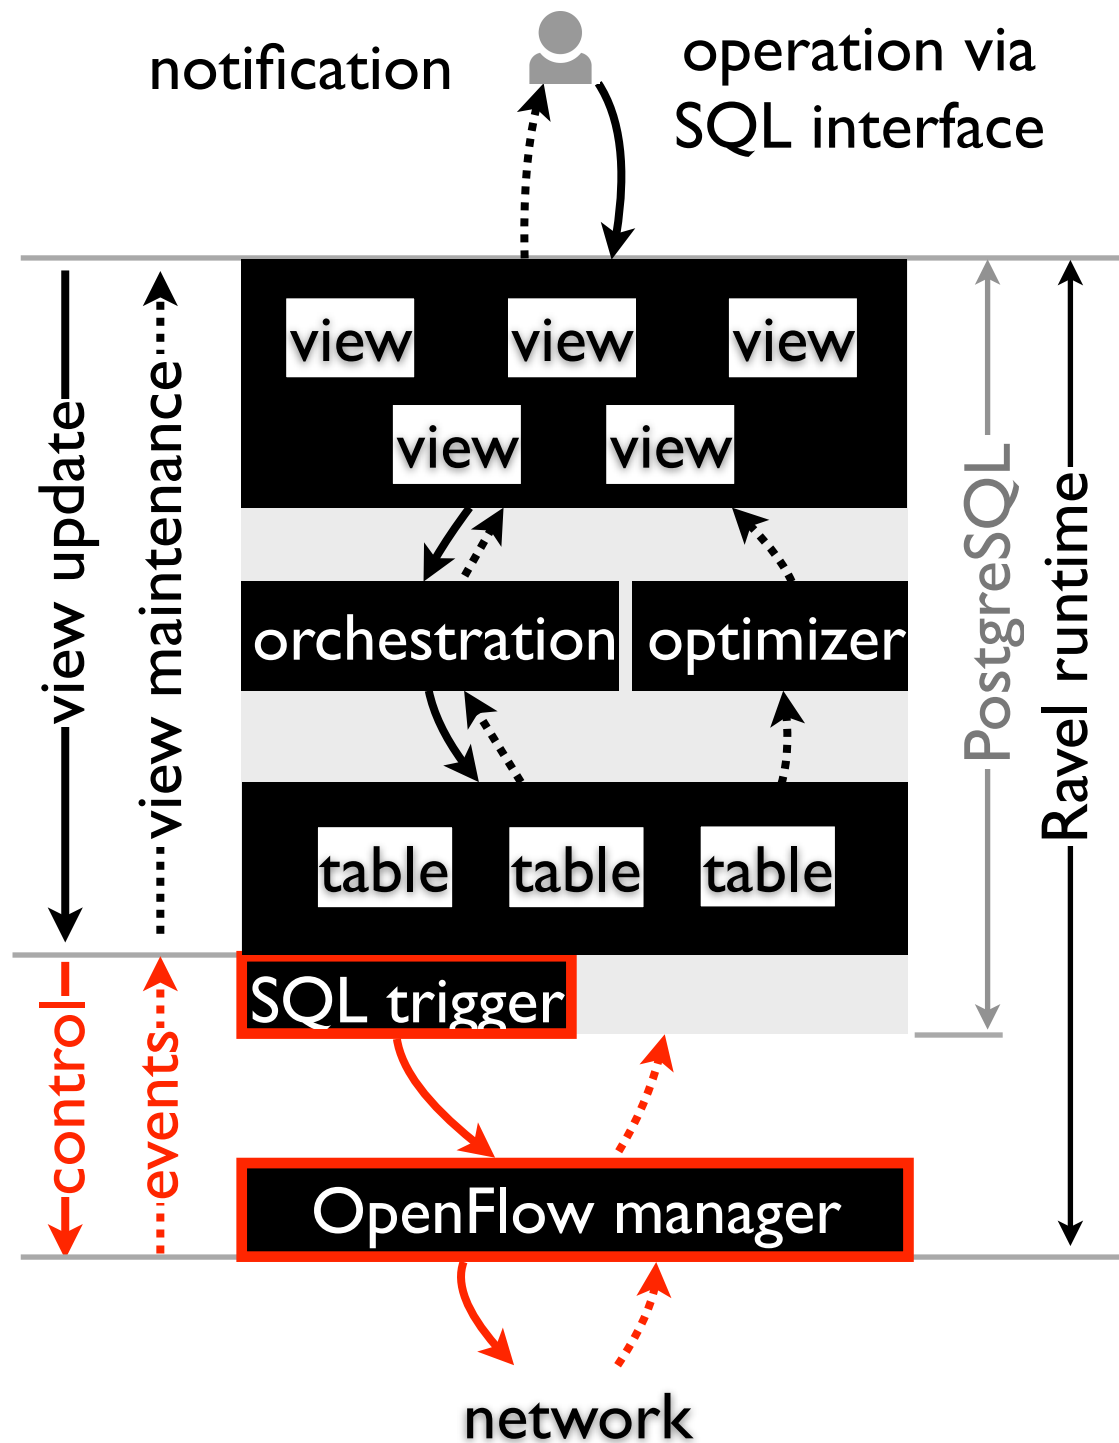 notification
operation via
SQL interface
view
view
view
view
view
view update
view maintenance
orchestration
optimizer
PostgreSQL
Ravel runtime
table
table
table
SQL trigger
control
events
OpenFlow manager
network